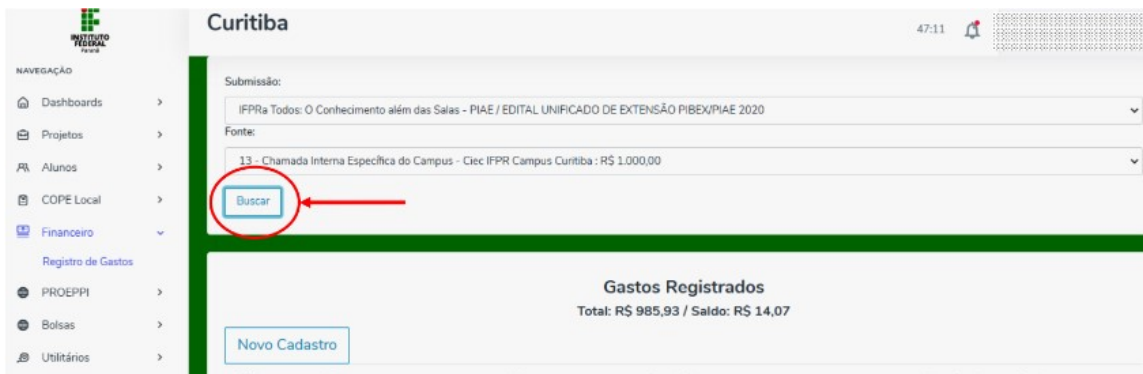 INSTITUTO
FEDERAL
Paraná
Curitiba
47:11
NAVEGAÇÃO
Dashboards
Projetos
Alunos
COPE Local
Financeiro
Registro de Gastos
PROEPPI
Bolsas
Utilitários
Submissão:
IFPRa Todos: O Conhecimento além das Salas - PIAE / EDITAL UNIFICADO DE EXTENSÃO PIBEX/PIAE 2020
Fonte:
13 - Chamada Interna Específica do Campus - Ciec IFPR Campus Curitiba : R$ 1.000,00
Buscar
Gastos Registrados
Total: R$ 985,93 / Saldo: R$ 14,07
Novo Cadastro